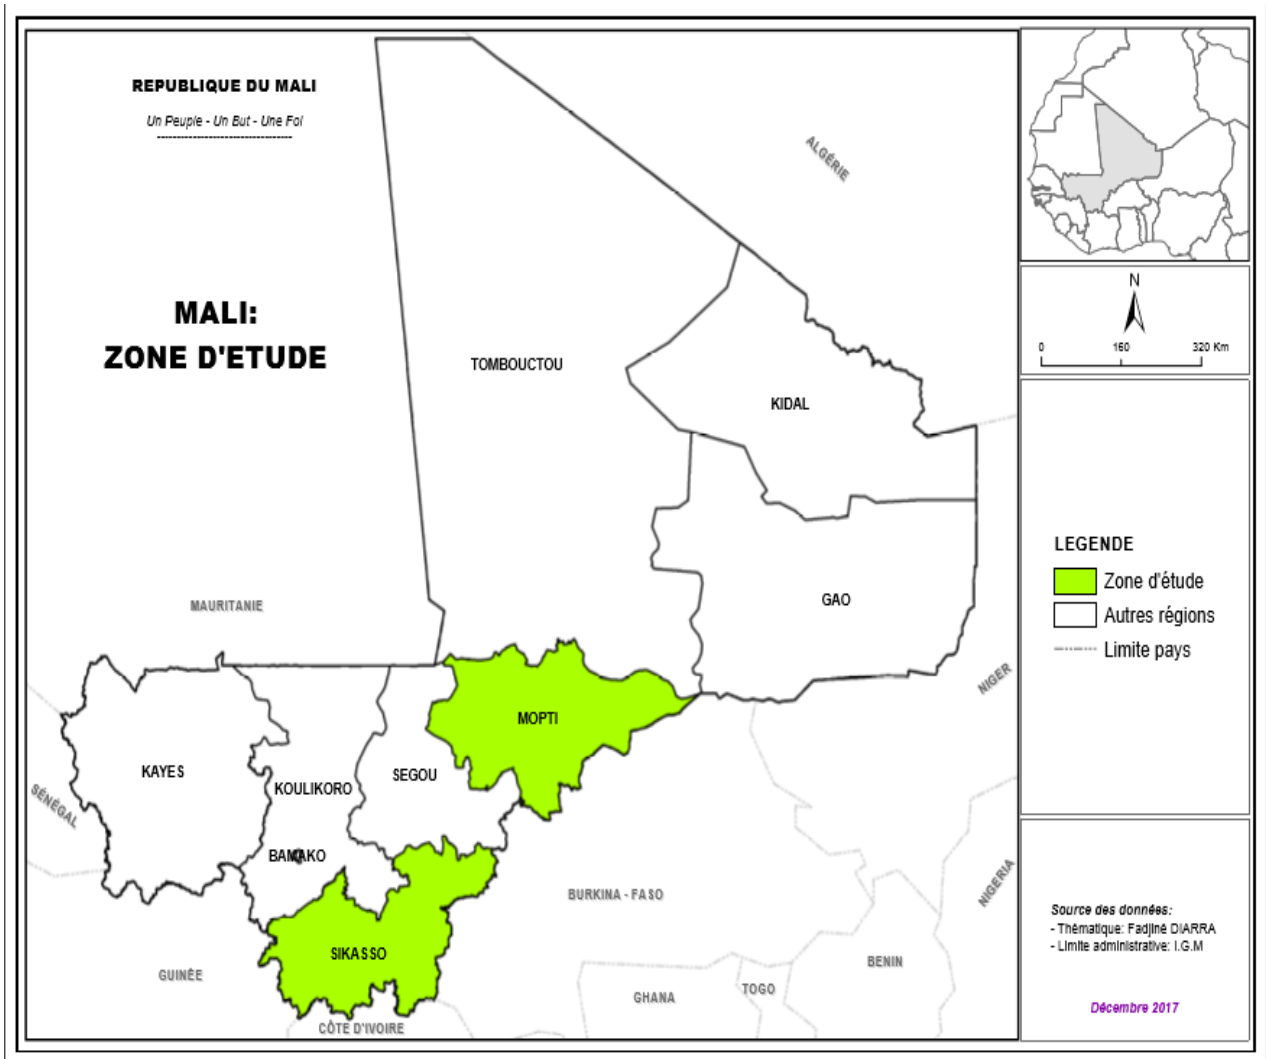 REPUBLIQUE DU MALI
Un Peuple - Un But - Une Foi
MALI:
ZONE D'ETUDE
ALGÉRIE
TOMBOUCTOU
KIDAL
GAO
MAURITANIE
NIGER
MOPTI
KAYES
SEGOU
KOULIKORO
SÉNÉGAL
BAMAKO
BURKINA - FASO
NIGERIA
SIKASSO
GUINÉE
BENIN
TOGO
GHANA
CÔTE D'IVOIRE
N
0 160 320 Km
LEGENDE
Zone d'étude
Autres régions
Limite pays
Source des données:
- Thématique: Fadjiné DIARRA
- Limite administrative: I.G.M
Décembre 2017